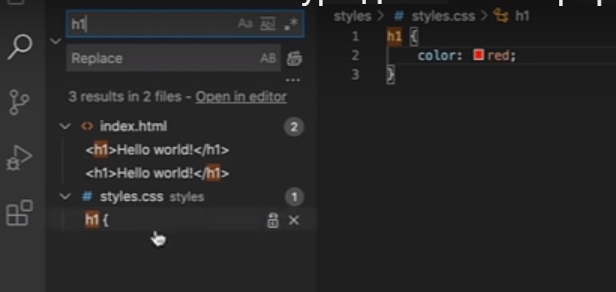 h1
Aa ab .*
Replace
AB
...
3 results in 2 files - Open in editor
index.html 2
<h1>Hello world!</h1>
<h1>Hello world!</h1>
# styles.css styles 1
h1 {
styles > # styles.css > h1
1 h1 {
2 color: red;
3 }